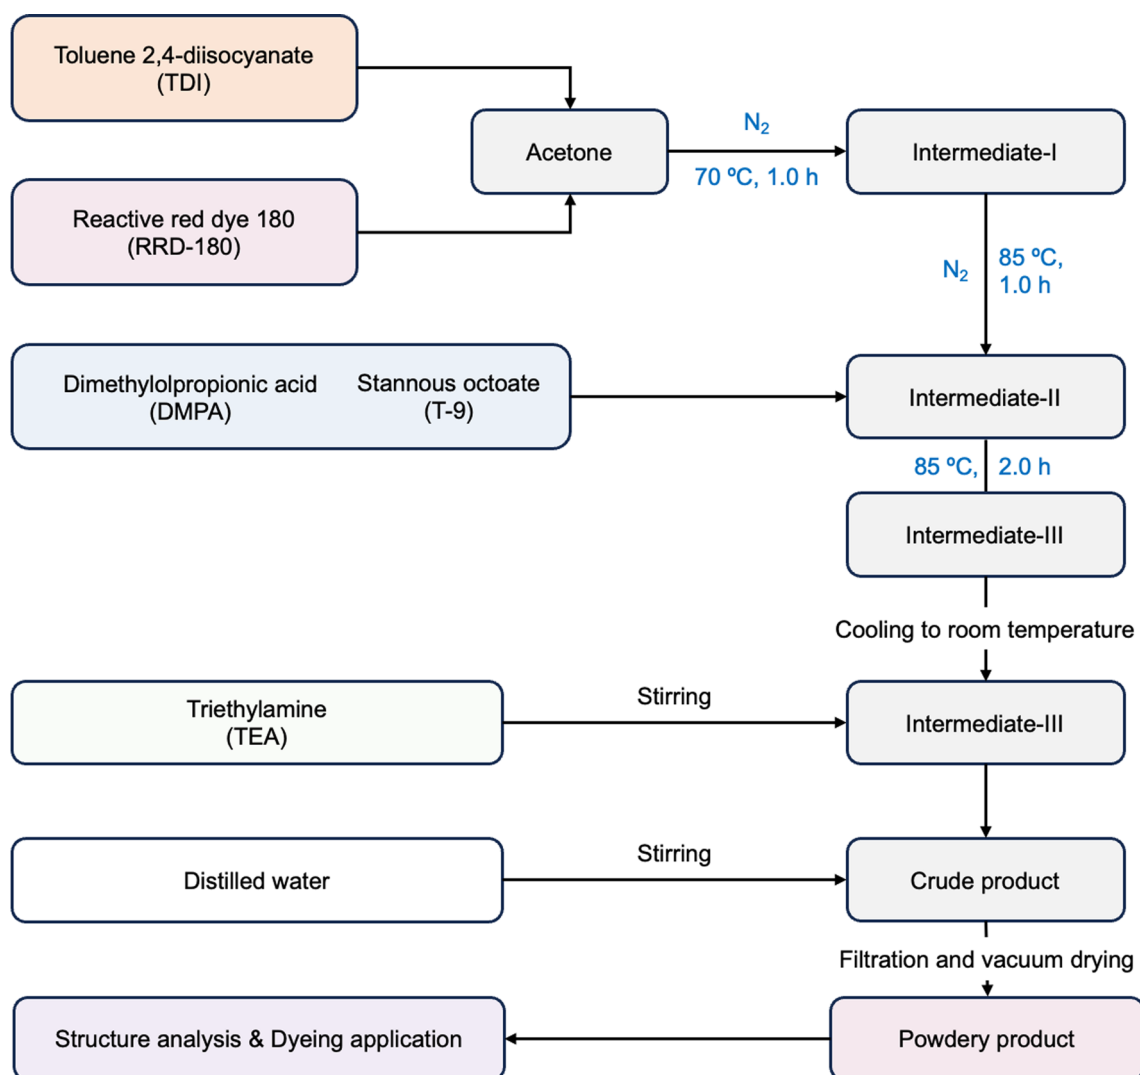 Toluene 2,4-diisocyanate
(TDI)
Acetone
N₂
70 ºC, 1.0 h
Intermediate-I
Reactive red dye 180
(RRD-180)
N₂
85 ºC,
1.0 h
Dimethylolpropionic acid
(DMPA)
Stannous octoate
(T-9)
Intermediate-II
85 ºC, 2.0 h
Intermediate-III
Cooling to room temperature
Triethylamine
(TEA)
Stirring
Intermediate-III
Distilled water
Stirring
Crude product
Filtration and vacuum drying
Structure analysis & Dyeing application
Powdery product